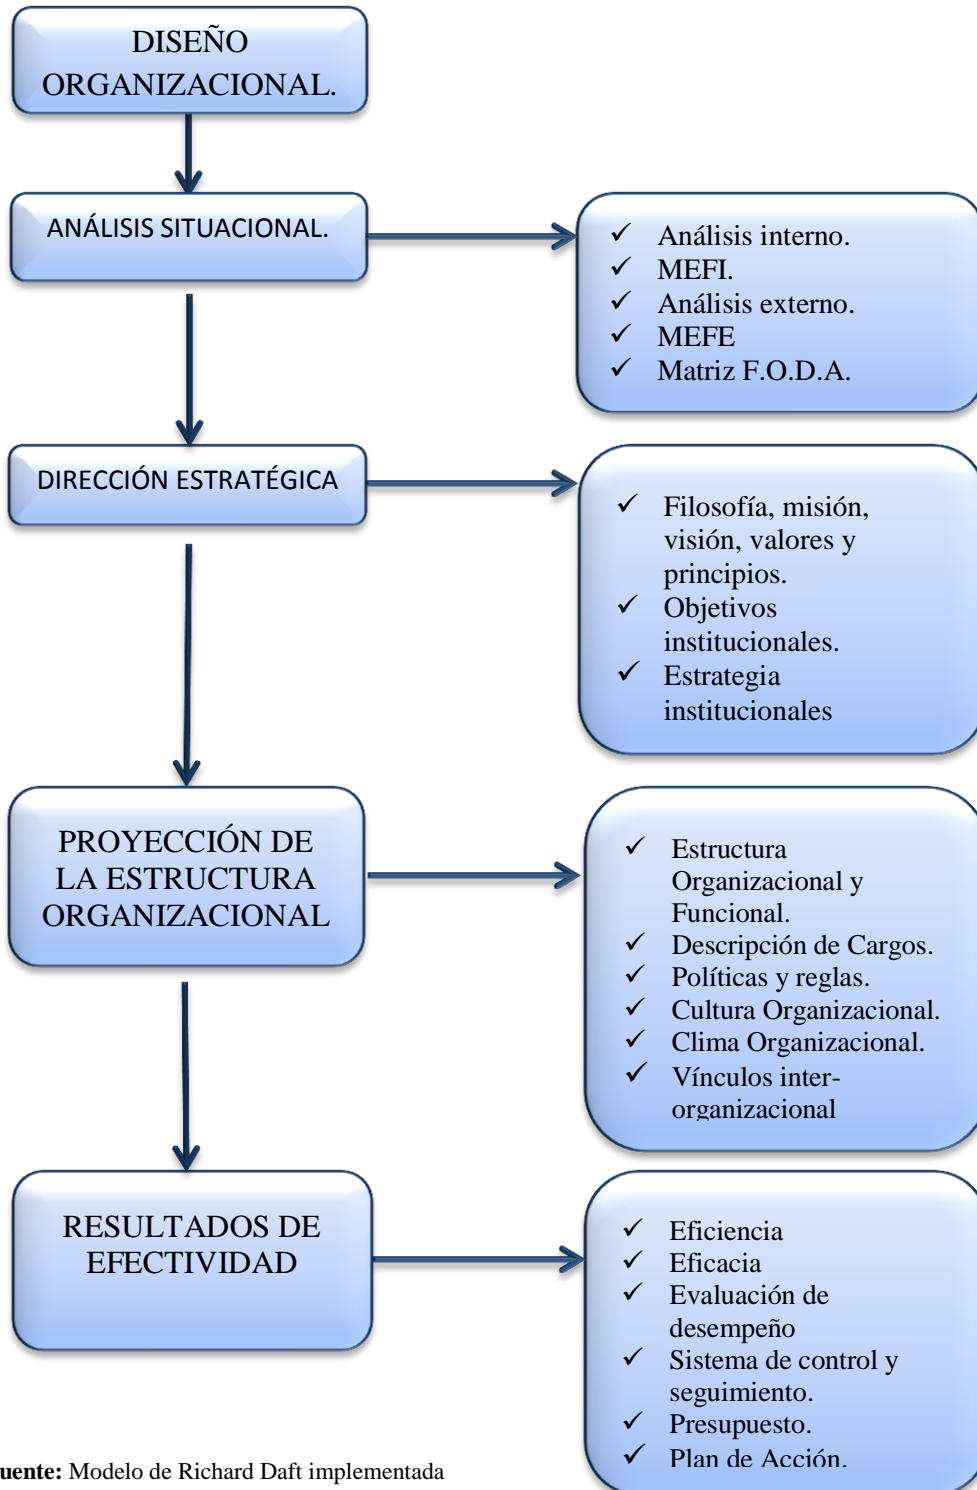 DISEÑO
ORGANIZACIONAL.
ANÁLISIS SITUACIONAL.
✓ Análisis interno.
✓ MEFI.
✓ Análisis externo.
✓ MEFE
✓ Matriz F.O.D.A.
DIRECCIÓN ESTRATÉGICA
✓ Filosofía, misión,
visión, valores y
principios.
✓ Objetivos
institucionales.
✓ Estrategia
institucionales
PROYECCIÓN DE
LA ESTRUCTURA
ORGANIZACIONAL
✓ Estructura
Organizacional y
Funcional.
✓ Descripción de Cargos.
✓ Políticas y reglas.
✓ Cultura Organizacional.
✓ Clima Organizacional.
✓ Vínculos inter-
organizacional
RESULTADOS DE
EFECTIVIDAD
✓ Eficiencia
✓ Eficacia
✓ Evaluación de
desempeño
✓ Sistema de control y
seguimiento.
✓ Presupuesto.
✓ Plan de Acción.
uente: Modelo de Richard Daft implementada